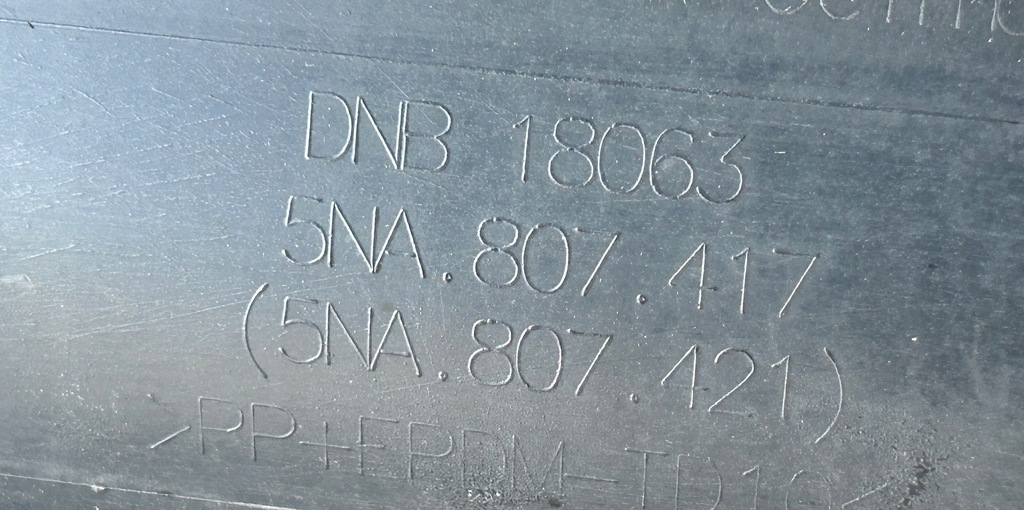 DNB 18063
5NA.807.417
(5NA.807.421)
>PP+EPDM-TD10<